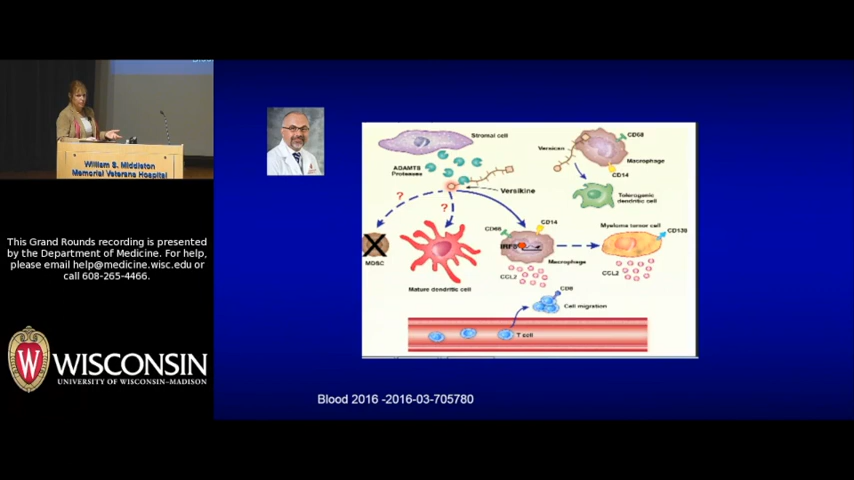 William S. Middleton
Memorial Veterans Hospital
This Grand Rounds recording is presented
by the Department of Medicine. For help,
please email help@medicine.wisc.edu or
call 608-265-4466.
W
WISCONSIN
UNIVERSITY OF WISCONSIN–MADISON
Stromal cell
ADAMTS
Proteases
Versikine
?
?
Versican
CD68
Macrophage
CD14
Tolerogenic
dendritic cell
MDSC
Mature dendritic cell
CD68
CD14
IRF8
Macrophage
CCL2
Myeloma tumor cell
CD138
CCL2
CD8
Cell migration
T cell
Blood 2016 -2016-03-705780